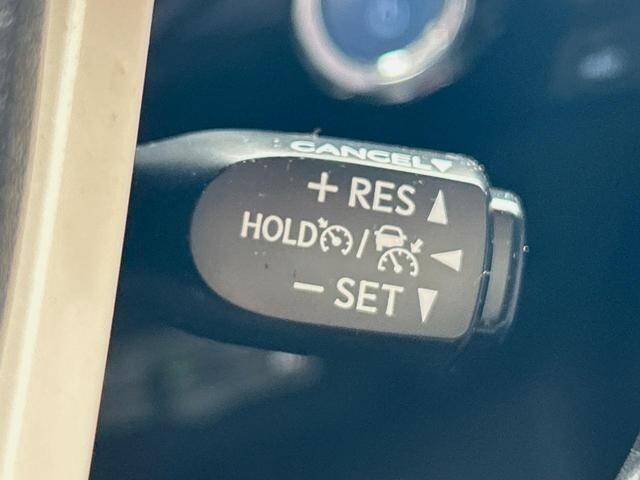 CANCEL▼
+ RES ▲
HOLD / ◀
− SET ▼